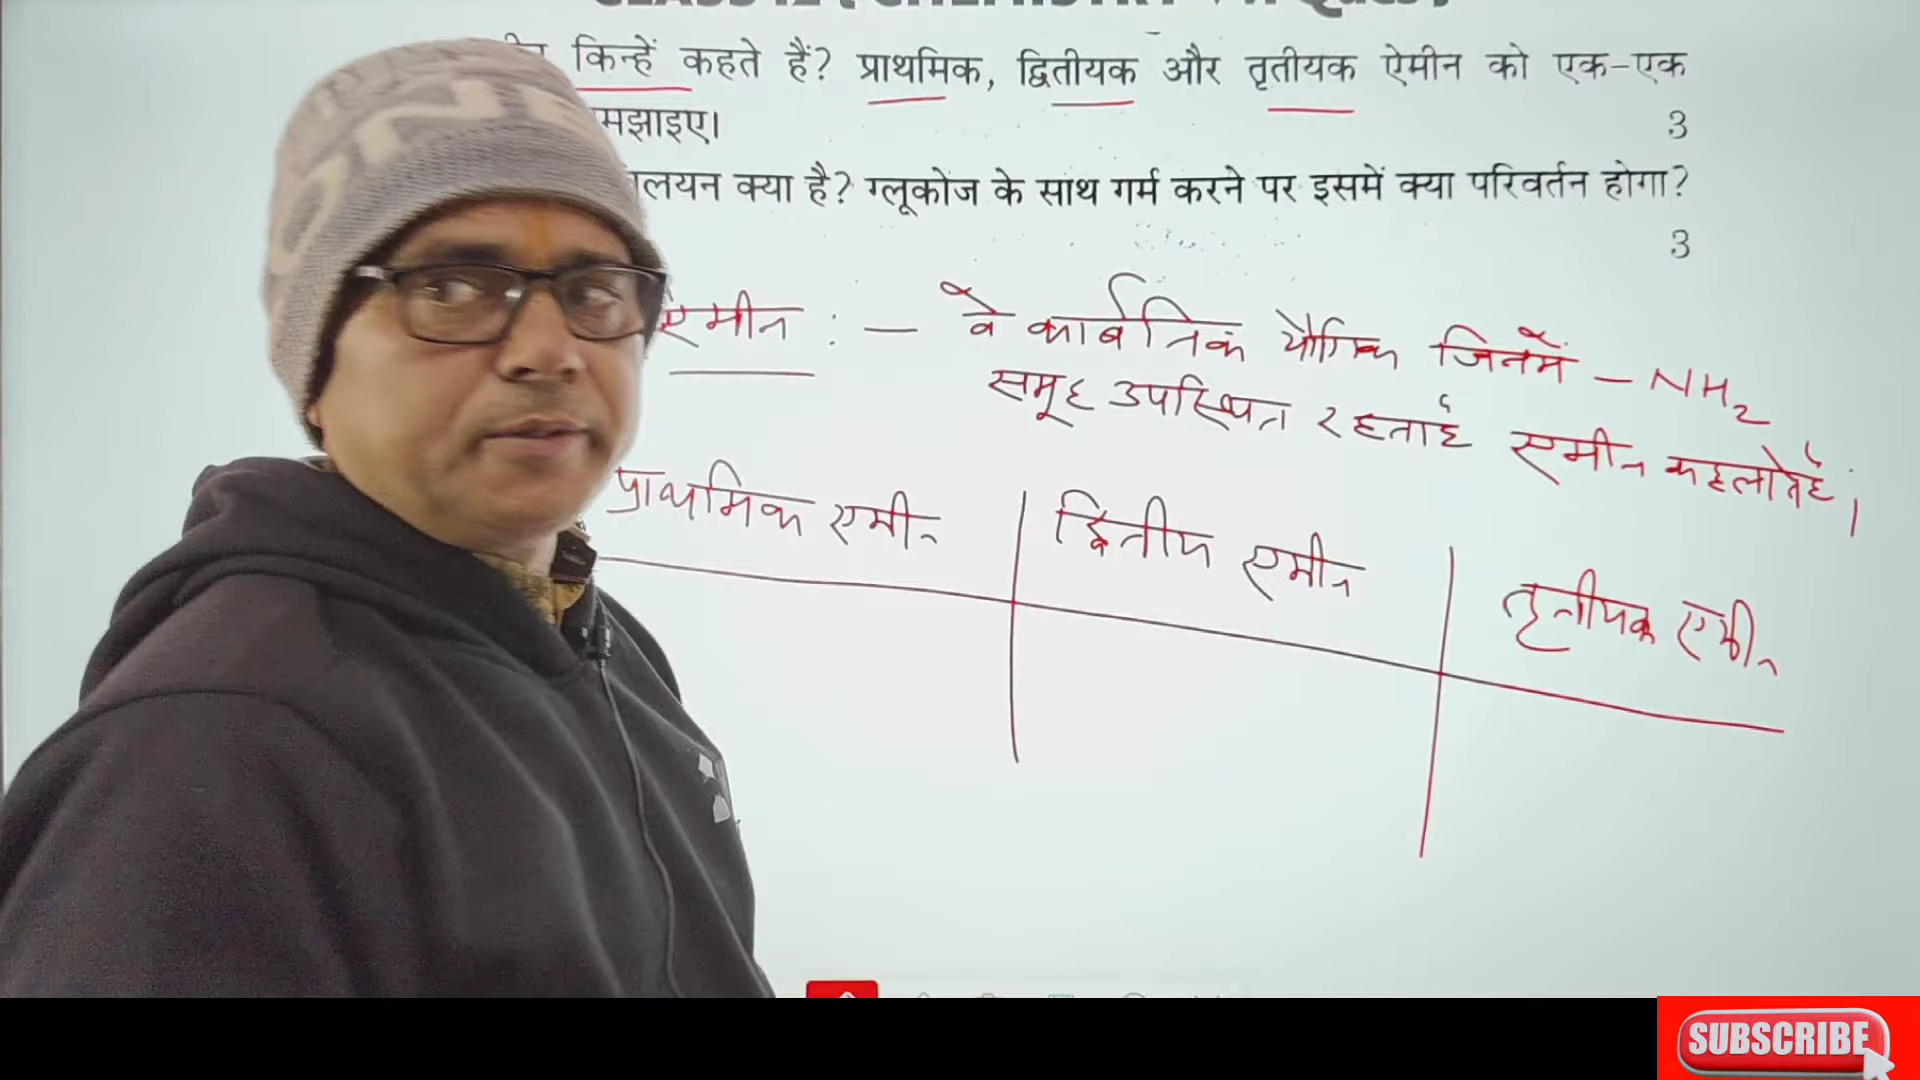 किन्हें कहते हैं? प्राथमिक, द्वितीयक और तृतीयक ऐमीन को एक-एक
मझाइए। 3
लयन क्या है? ग्लूकोज के साथ गर्म करने पर इसमें क्या परिवर्तन होगा?
3
एमीन :- वे कार्बनिक यौगिक जिनमें - NH2
समूह उपस्थित रहता है एमीन कहलाते हैं।
प्राथमिक एमीन
द्वितीय एमीन
तृतीयक एमीन
SUBSCRIBE